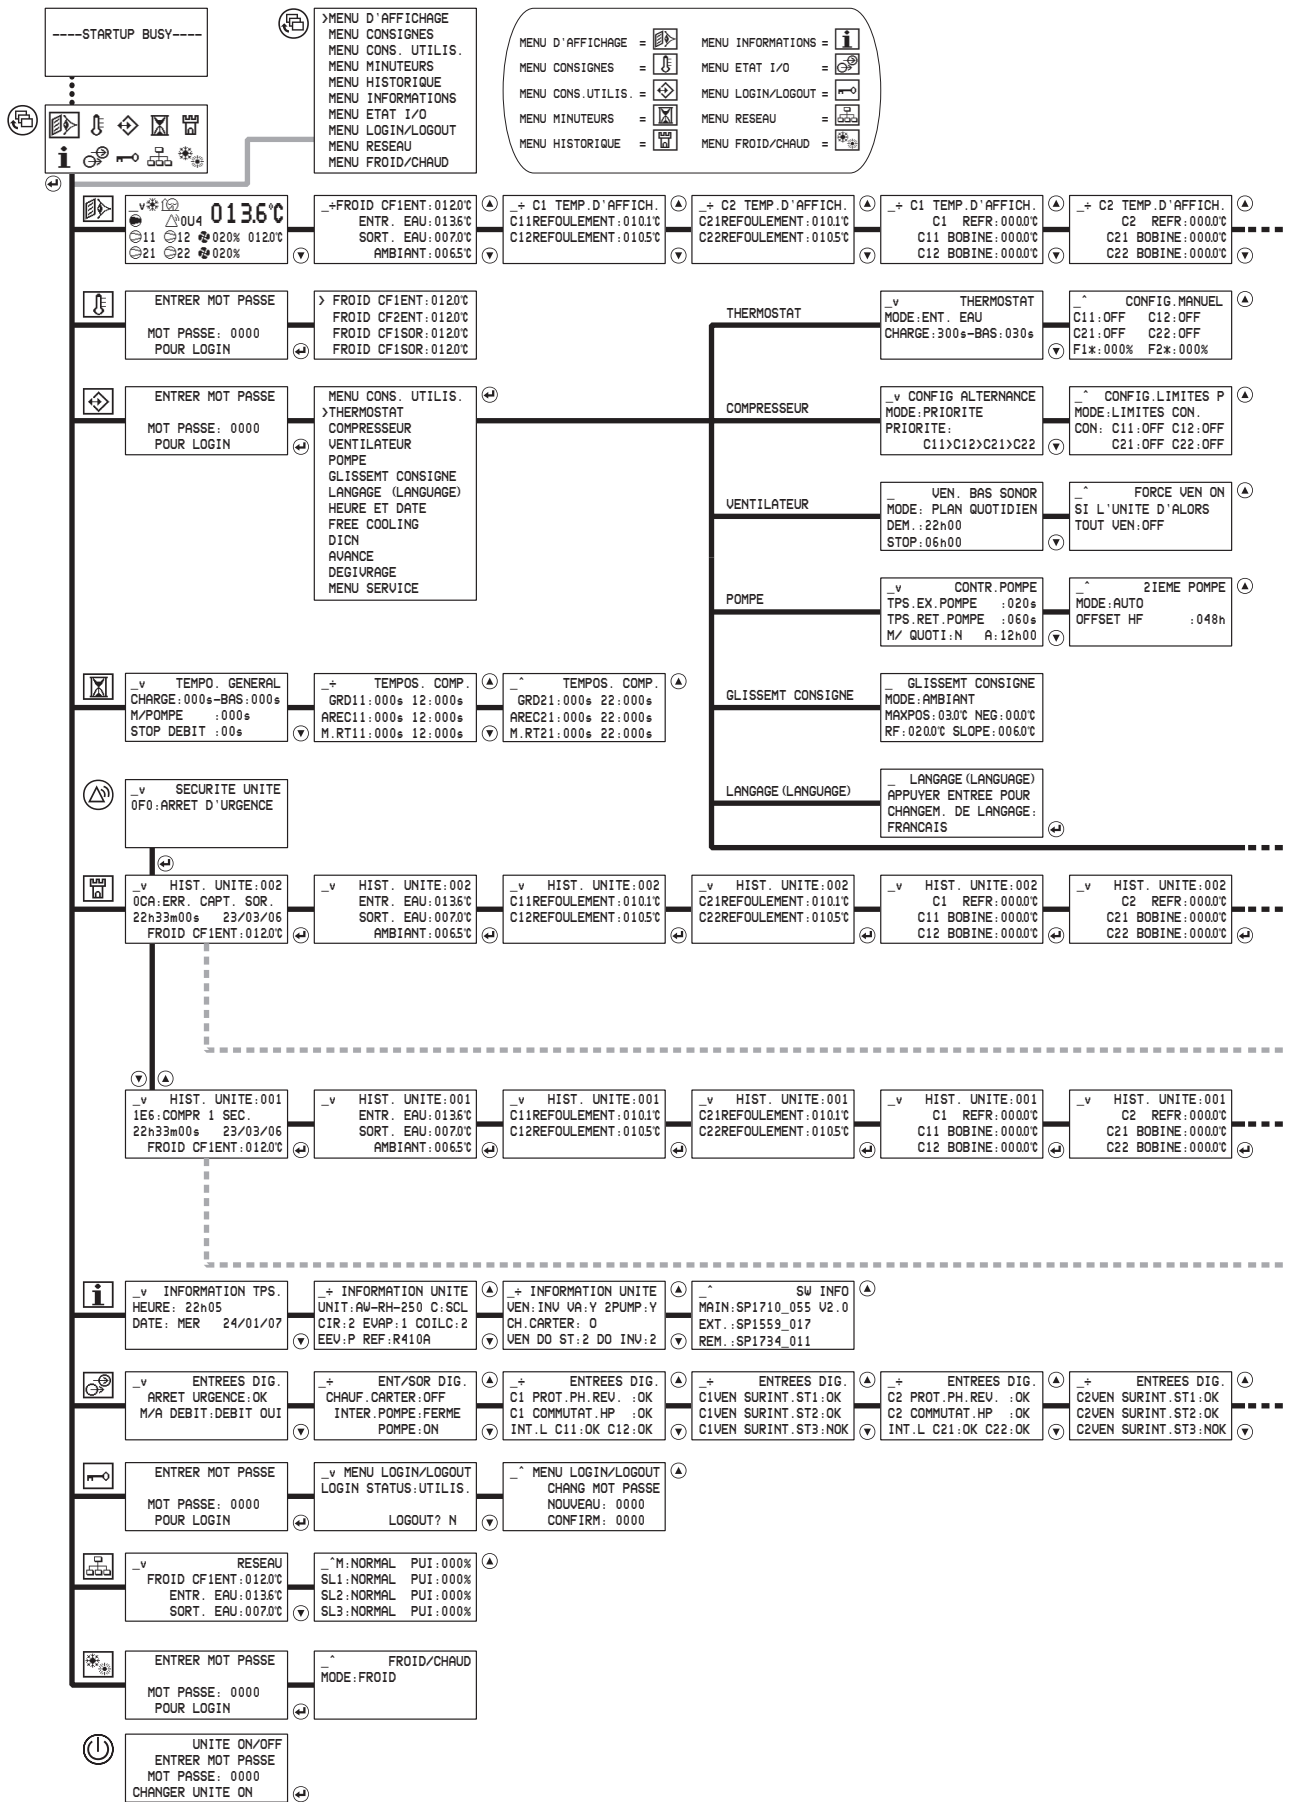 ----STARTUP BUSY----
>MENU D'AFFICHAGE
MENU CONSIGNES
MENU CONS. UTILIS.
MENU MINUTEURS
MENU HISTORIQUE
MENU INFORMATIONS
MENU ETAT I/O
MENU LOGIN/LOGOUT
MENU RESEAU
MENU FROID/CHAUD
MENU D'AFFICHAGE =
MENU CONSIGNES =
MENU CONS.UTILIS. =
MENU MINUTEURS =
MENU HISTORIQUE =
MENU INFORMATIONS =
MENU ETAT I/O =
MENU LOGIN/LOGOUT =
MENU RESEAU =
MENU FROID/CHAUD =
_v 013.6°C
0U4
11 12 020% 012.0°C
21 22 020%
_÷FROID CF1ENT:012.0°C
ENTR. EAU:013.6°C
SORT. EAU:007.0°C
AMBIANT:006.5°C
_÷ C1 TEMP.D'AFFICH.
C11REFOULEMENT:010.1°C
C12REFOULEMENT:010.5°C
_÷ C2 TEMP.D'AFFICH.
C21REFOULEMENT:010.1°C
C22REFOULEMENT:010.5°C
_÷ C1 TEMP.D'AFFICH.
C1 REFR:000.0°C
C11 BOBINE:000.0°C
C12 BOBINE:000.0°C
_÷ C2 TEMP.D'AFFICH.
C2 REFR:000.0°C
C21 BOBINE:000.0°C
C22 BOBINE:000.0°C
ENTRER MOT PASSE
MOT PASSE: 0000
POUR LOGIN
> FROID CF1ENT:012.0°C
FROID CF2ENT:012.0°C
FROID CF1SOR:012.0°C
FROID CF1SOR:012.0°C
THERMOSTAT
_v THERMOSTAT
MODE:ENT. EAU
CHARGE:300s-BAS:030s
_^ CONFIG.MANUEL
C11:OFF C12:OFF
C21:OFF C22:OFF
F1*:000% F2*:000%
ENTRER MOT PASSE
MOT PASSE: 0000
POUR LOGIN
MENU CONS. UTILIS.
>THERMOSTAT
COMPRESSEUR
VENTILATEUR
POMPE
GLISSEMT CONSIGNE
LANGAGE (LANGUAGE)
HEURE ET DATE
FREE COOLING
DICN
AVANCE
DEGIVRAGE
MENU SERVICE
COMPRESSEUR
_v CONFIG ALTERNANCE
MODE:PRIORITE
PRIORITE:
C11>C12>C21>C22
_^ CONFIG.LIMITES P
MODE:LIMITES CON.
CON: C11:OFF C12:OFF
C21:OFF C22:OFF
VENTILATEUR
_ VEN. BAS SONOR
MODE: PLAN QUOTIDIEN
DEM.:22h00
STOP:06h00
_^ FORCE VEN ON
SI L'UNITE D'ALORS
TOUT VEN:OFF
POMPE
_v CONTR.POMPE
TPS.EX.POMPE :020s
TPS.RET.POMPE :060s
M/ QUOTI:N A:12h00
_^ 2IEME POMPE
MODE:AUTO
OFFSET HF :048h
_v TEMPO. GENERAL
CHARGE:000s-BAS:000s
M/POMPE :000s
STOP DEBIT :00s
_÷ TEMPOS. COMP.
GRD11:000s 12:000s
AREC11:000s 12:000s
M.RT11:000s 12:000s
_^ TEMPOS. COMP.
GRD21:000s 22:000s
AREC21:000s 22:000s
M.RT21:000s 22:000s
GLISSEMT CONSIGNE
_ GLISSEMT CONSIGNE
MODE:AMBIANT
MAXPOS:03.0°C NEG:00.0°C
RF:020.0°C SLOPE:006.0°C
_v SECURITE UNITE
0F0:ARRET D'URGENCE
LANGAGE (LANGUAGE)
_ LANGAGE (LANGUAGE)
APPUYER ENTREE POUR
CHANGEM. DE LANGAGE:
FRANCAIS
_v HIST. UNITE:002
0CA:ERR. CAPT. SOR.
22h33m00s 23/03/06
FROID CF1ENT:012.0°C
_v HIST. UNITE:002
ENTR. EAU:013.6°C
SORT. EAU:007.0°C
AMBIANT:006.5°C
_v HIST. UNITE:002
C11REFOULEMENT:010.1°C
C12REFOULEMENT:010.5°C
_v HIST. UNITE:002
C21REFOULEMENT:010.1°C
C22REFOULEMENT:010.5°C
_v HIST. UNITE:002
C1 REFR:000.0°C
C11 BOBINE:000.0°C
C12 BOBINE:000.0°C
_v HIST. UNITE:002
C2 REFR:000.0°C
C21 BOBINE:000.0°C
C22 BOBINE:000.0°C
_v HIST. UNITE:001
1E6:COMPR 1 SEC.
22h33m00s 23/03/06
FROID CF1ENT:012.0°C
_v HIST. UNITE:001
ENTR. EAU:013.6°C
SORT. EAU:007.0°C
AMBIANT:006.5°C
_v HIST. UNITE:001
C11REFOULEMENT:010.1°C
C12REFOULEMENT:010.5°C
_v HIST. UNITE:001
C21REFOULEMENT:010.1°C
C22REFOULEMENT:010.5°C
_v HIST. UNITE:001
C1 REFR:000.0°C
C11 BOBINE:000.0°C
C12 BOBINE:000.0°C
_v HIST. UNITE:001
C2 REFR:000.0°C
C21 BOBINE:000.0°C
C22 BOBINE:000.0°C
_v INFORMATION TPS.
HEURE: 22h05
DATE: MER 24/01/07
_÷ INFORMATION UNITE
UNIT:AW-RH-250 C:SCL
CIR:2 EVAP:1 COILC:2
EEV:P REF:R410A
_÷ INFORMATION UNITE
VEN:INV VA:Y 2PUMP:Y
CH.CARTER: O
VEN DO ST:2 DO INV:2
_^ SW INFO
MAIN:SP1710_055 V2.0
EXT.:SP1559_017
REM.:SP1734_011
_v ENTREES DIG.
ARRET URGENCE:OK
M/A DEBIT:DEBIT OUI
_÷ ENT/SOR DIG.
CHAUF.CARTER:OFF
INTER.POMPE:FERME
POMPE:ON
_÷ ENTREES DIG.
C1 PROT.PH.REV. :OK
C1 COMMUTAT.HP :OK
INT.L C11:OK C12:OK
_÷ ENTREES DIG.
C1VEN SURINT.ST1:OK
C1VEN SURINT.ST2:OK
C1VEN SURINT.ST3:NOK
_÷ ENTREES DIG.
C2 PROT.PH.REV. :OK
C2 COMMUTAT.HP :OK
INT.L C21:OK C22:OK
_÷ ENTREES DIG.
C2VEN SURINT.ST1:OK
C2VEN SURINT.ST2:OK
C2VEN SURINT.ST3:NOK
ENTRER MOT PASSE
MOT PASSE: 0000
POUR LOGIN
_v MENU LOGIN/LOGOUT
LOGIN STATUS:UTILIS.
LOGOUT? N
_^ MENU LOGIN/LOGOUT
CHANG MOT PASSE
NOUVEAU: 0000
CONFIRM: 0000
_v RESEAU
FROID CF1ENT:012.0°C
ENTR. EAU:013.6°C
SORT. EAU:007.0°C
_^M:NORMAL PUI:000%
SL1:NORMAL PUI:000%
SL2:NORMAL PUI:000%
SL3:NORMAL PUI:000%
ENTRER MOT PASSE
MOT PASSE: 0000
POUR LOGIN
_^ FROID/CHAUD
MODE:FROID
UNITE ON/OFF
ENTRER MOT PASSE
MOT PASSE: 0000
CHANGER UNITE ON